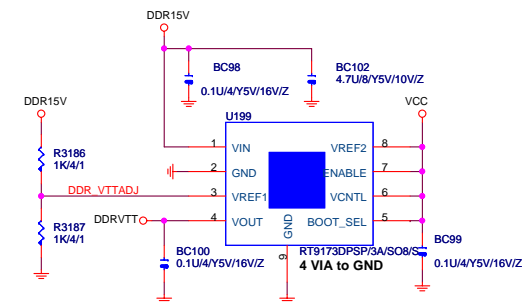 DDR15V
BC98
0.1U/4/Y5V/16V/Z
BC102
4.7U/8/Y5V/10V/Z
DDR15V
VCC
U199
1
VIN
VREF2
8
R3186
1K/4/1
2
GND
ENABLE
7
DDR_VTTADJ
3
VREF1
VCNTL
6
R3187
1K/4/1
DDRVTT
4
VOUT
BOOT_SEL
5
GND
9
BC100
0.1U/4/Y5V/16V/Z
RT9173DPSP/3A/SO8/S
4 VIA to GND
BC99
0.1U/4/Y5V/16V/Z